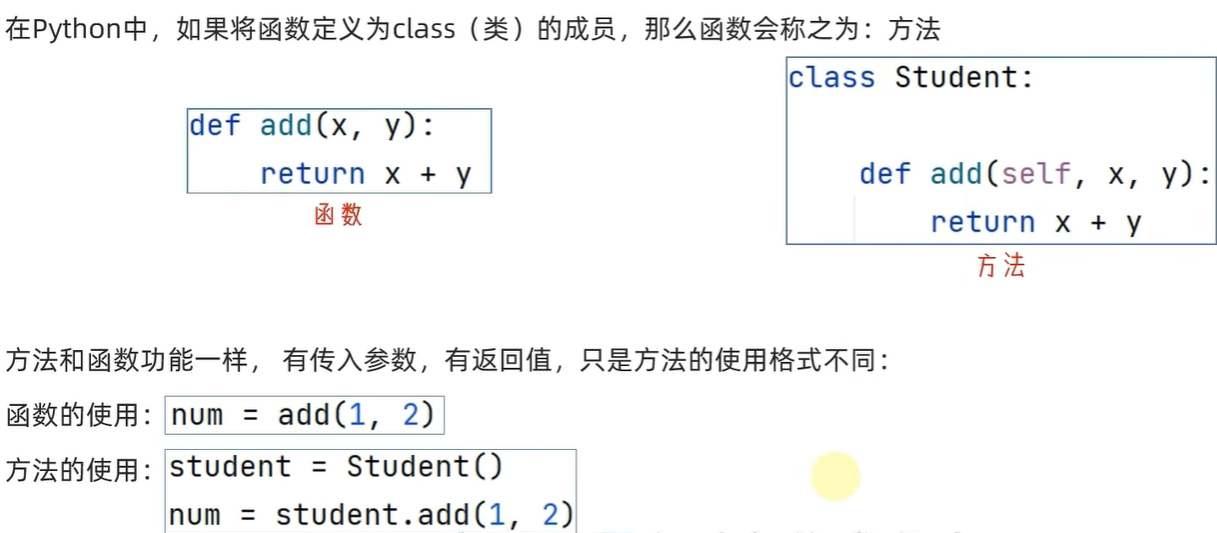 在Python中，如果将函数定义为class（类）的成员，那么函数会称之为：方法
def add(x, y):
    return x + y
函数
class Student:
    def add(self, x, y):
        return x + y
方法
方法和函数功能一样， 有传入参数，有返回值，只是方法的使用格式不同：
函数的使用：num = add(1, 2)
方法的使用：student = Student()
num = student.add(1, 2)